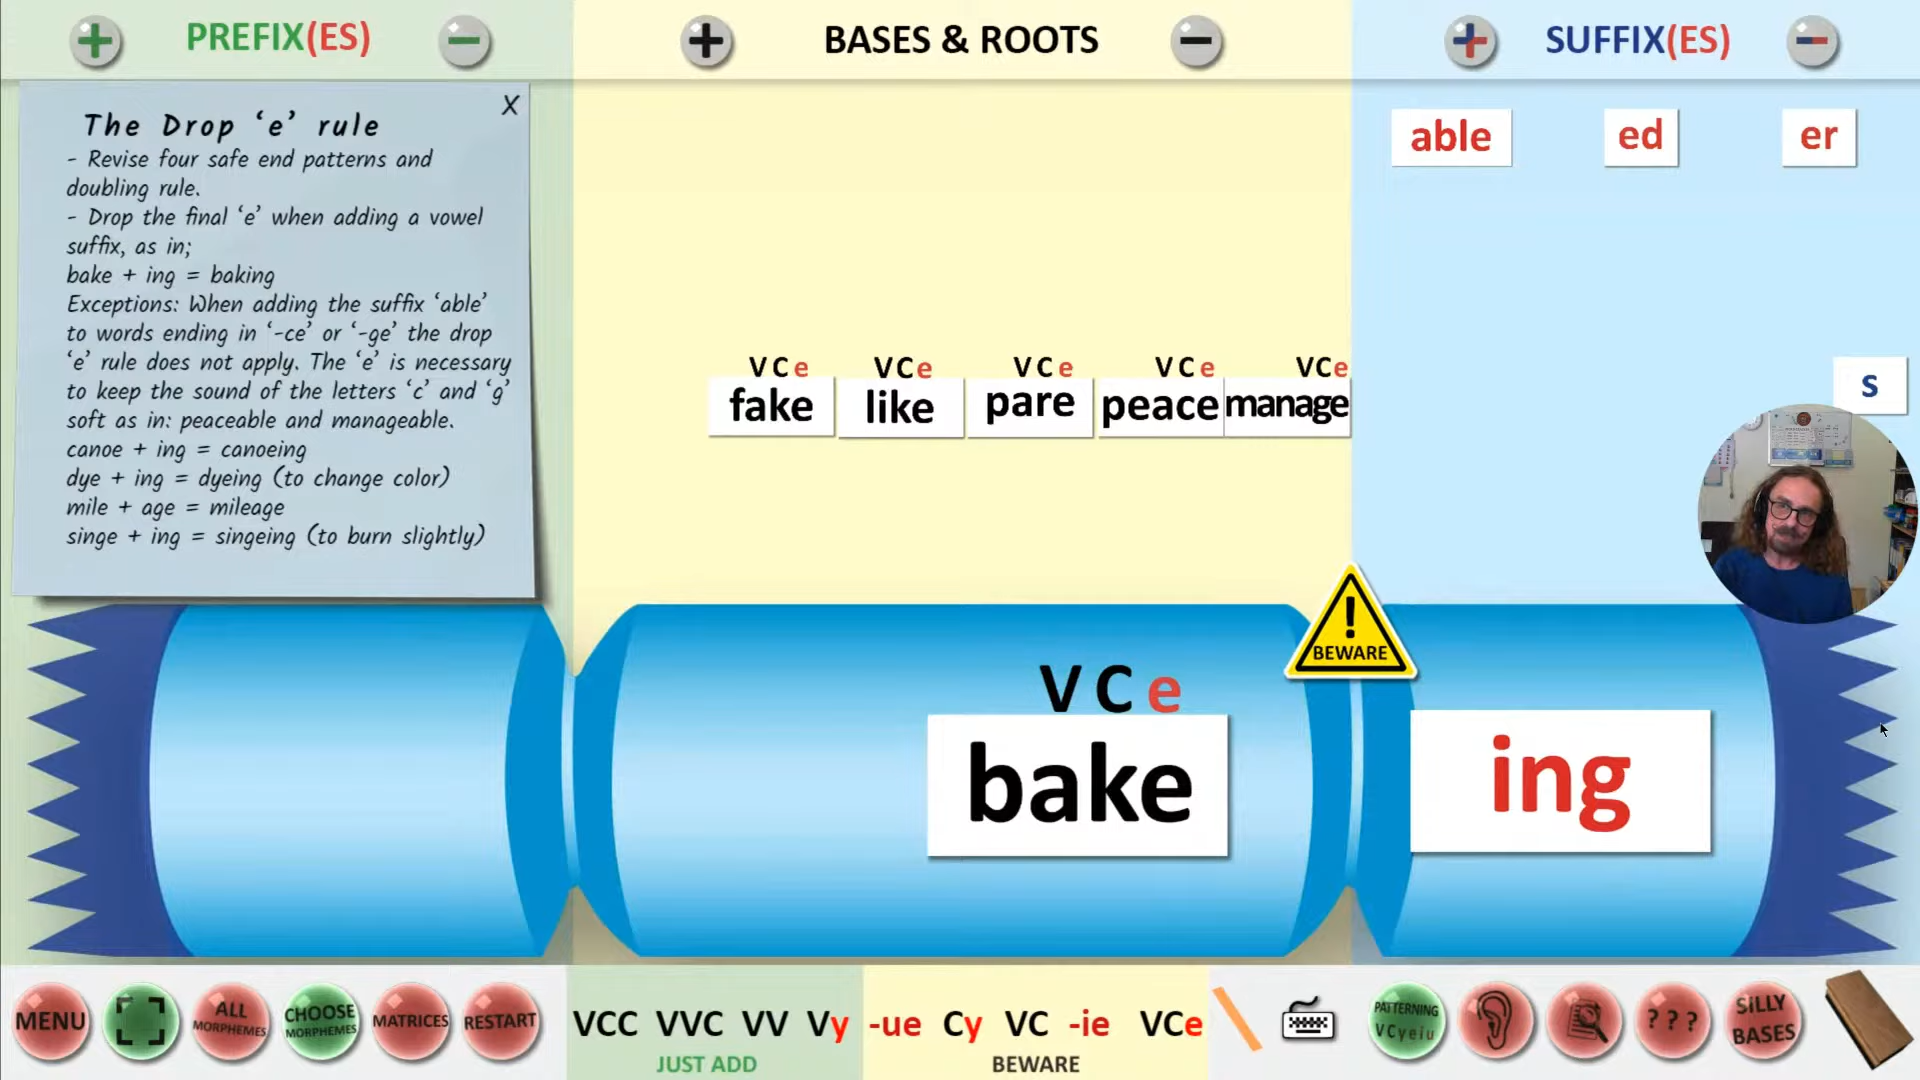 PREFIX(ES)
BASES & ROOTS
SUFFIX(ES)
X
The Drop ‘e’ rule
- Revise four safe end patterns and
doubling rule.
- Drop the final ‘e’ when adding a vowel
suffix, as in;
bake + ing = baking
Exceptions: When adding the suffix ‘able’
to words ending in ‘-ce’ or ‘-ge’ the drop
‘e’ rule does not apply. The ‘e’ is necessary
to keep the sound of the letters ‘c’ and ‘g’
soft as in: peaceable and manageable.
canoe + ing = canoeing
dye + ing = dyeing (to change color)
mile + age = mileage
singe + ing = singeing (to burn slightly)
able ed er
VCe VCe VCe VCe VCe
fake like pare peace manage
s
!
BEWARE
VCe
bake ing
MENU
ALL
MORPHEMES
CHOOSE
MORPHEMES
MATRICES
RESTART
VCC VVC VV Vy
JUST ADD
-ue Cy VC -ie VCe
BEWARE
PATTERNING
VCyeiu
? ? ?
SiLLY
BASES